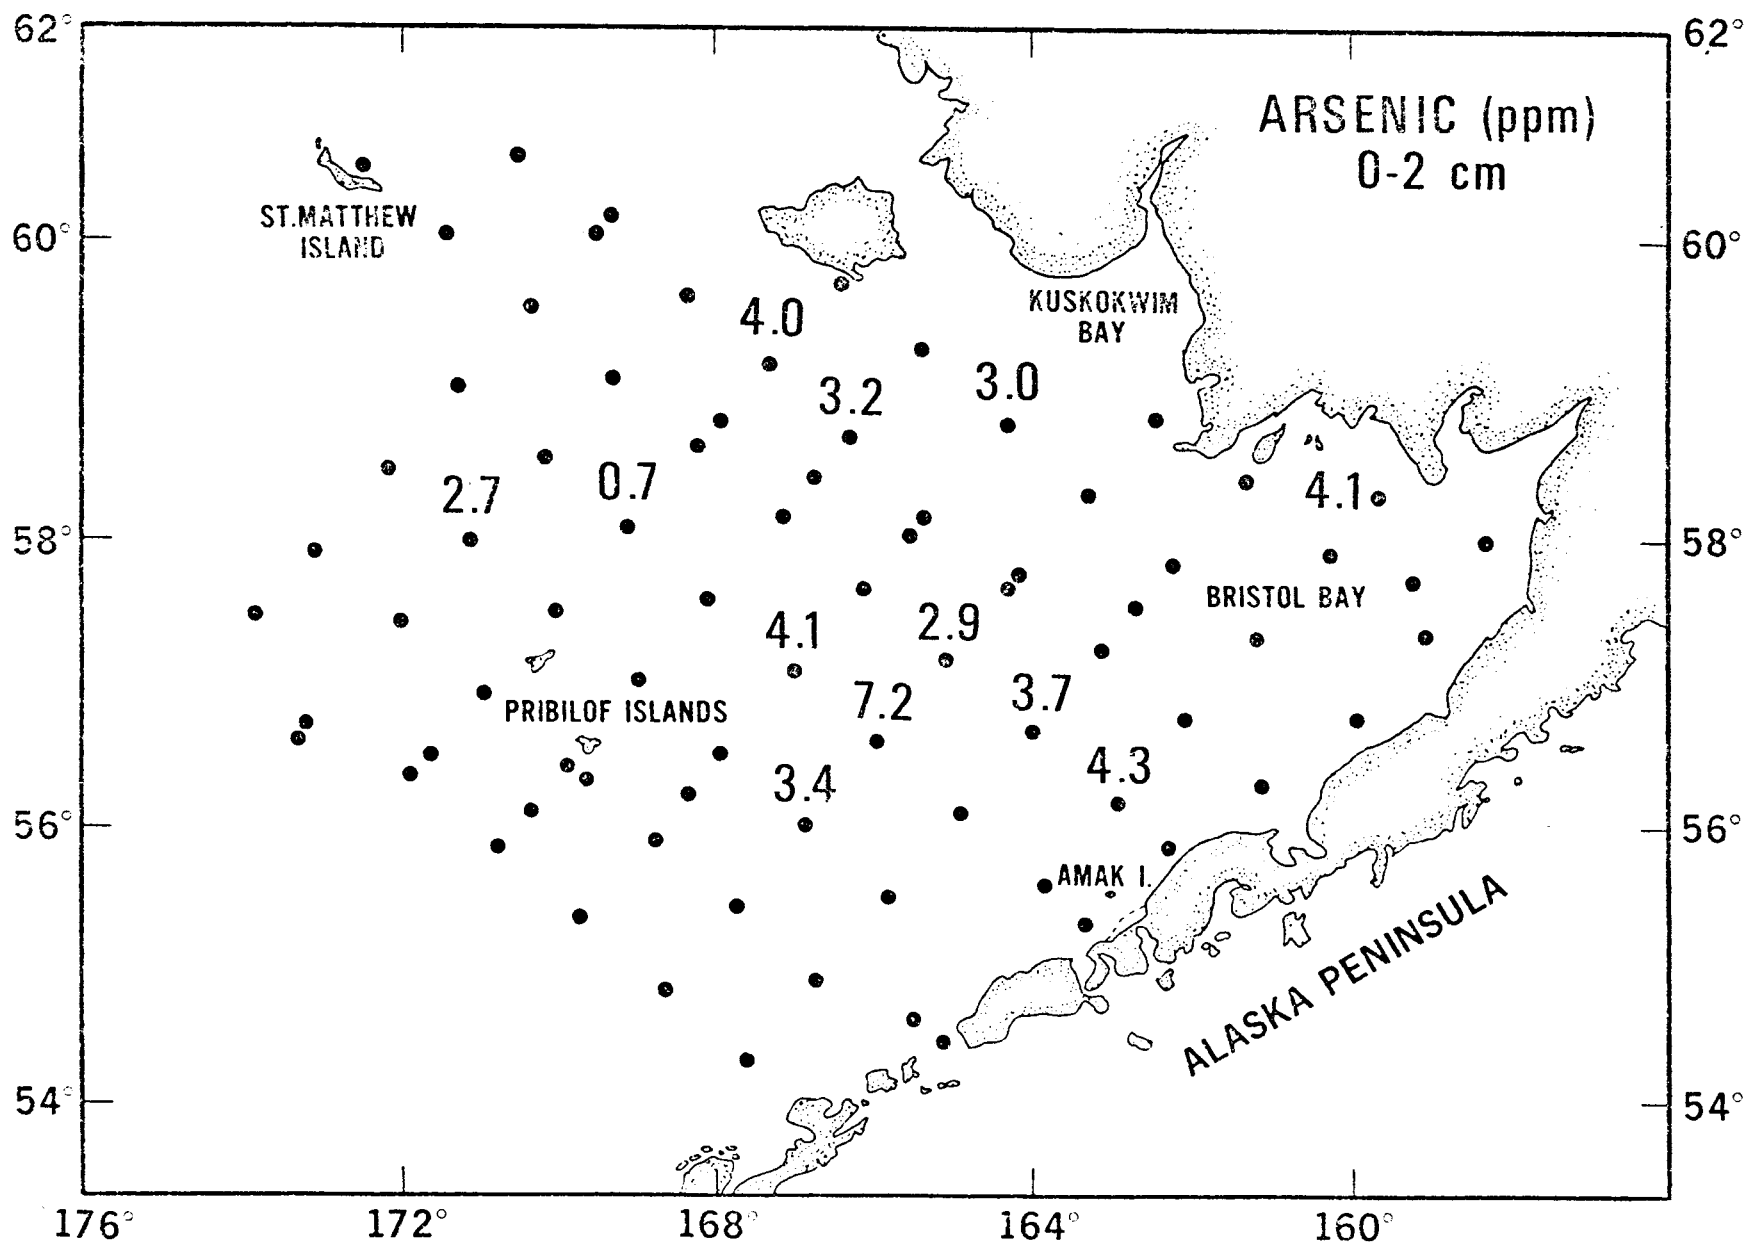 62° 62°
ARSENIC (ppm)
0-2 cm
ST.MATTHEW
ISLAND
60° 60°
KUSKOKWIM
BAY
4.0
3.2
3.0
2.7
0.7
4.1
58° 58°
BRISTOL BAY
4.1
2.9
3.7
7.2
PRIBILOF ISLANDS
3.4
4.3
56° 56°
AMAK I.
ALASKA PENINSULA
54° 54°
176° 172° 168° 164° 160°